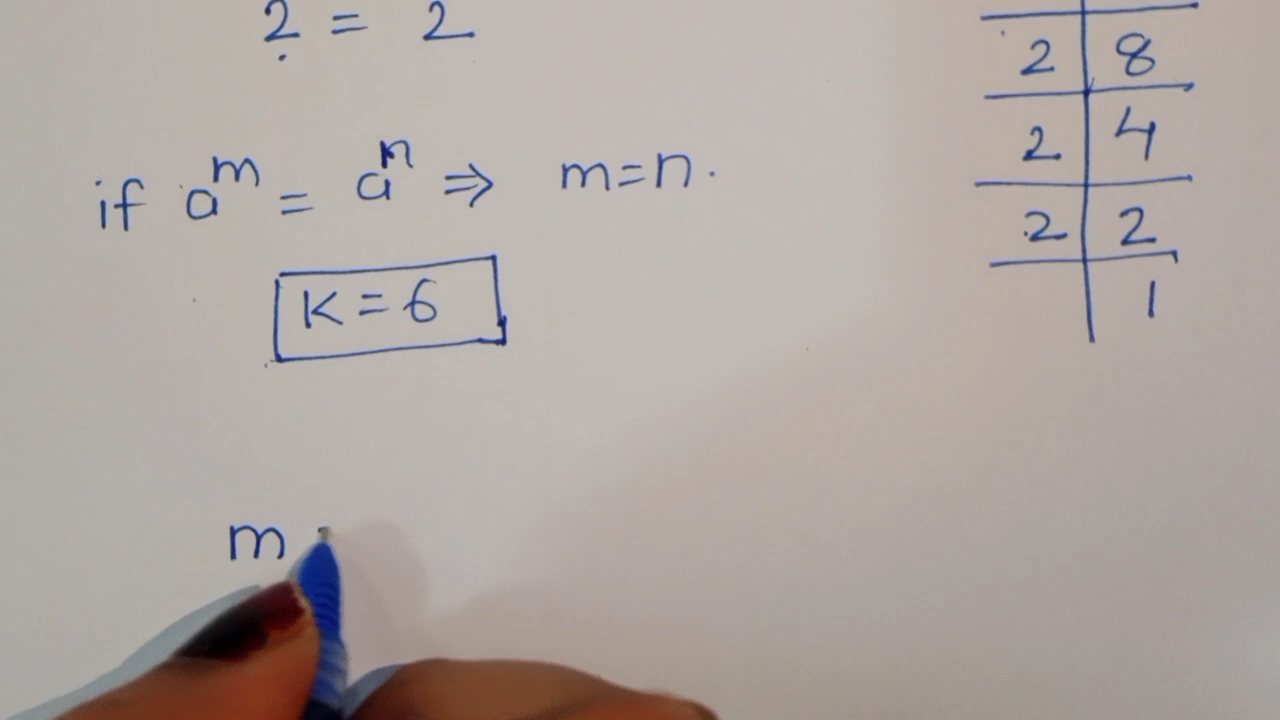 2 = 2
if a^m = a^n ⇒ m=n.
K=6
m
2 | 8
2 | 4
2 | 2
1